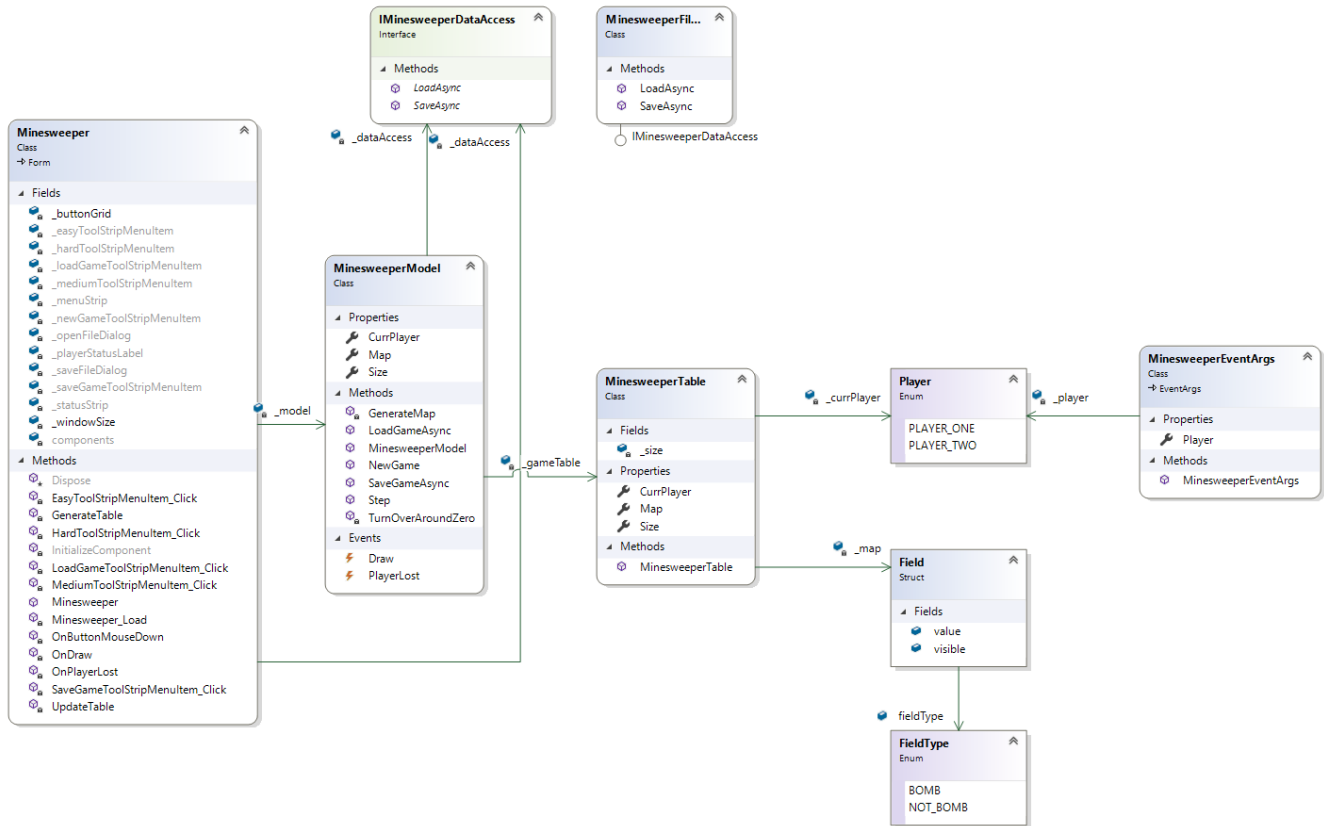 IMinesweeperDataAccess
Interface
Methods
LoadAsync
SaveAsync
MinesweeperFil...
Class
Methods
LoadAsync
SaveAsync
IMinesweeperDataAccess
_dataAccess
_dataAccess
Minesweeper
Class
Form
Fields
_buttonGrid
_easyToolStripMenuItem
_hardToolStripMenuItem
_loadGameToolStripMenuItem
_mediumToolStripMenuItem
_menuStrip
_newGameToolStripMenuItem
_openFileDialog
_playerStatusLabel
_saveFileDialog
_saveGameToolStripMenuItem
_statusStrip
_windowSize
components
Methods
Dispose
EasyToolStripMenuItem_Click
GenerateTable
HardToolStripMenuItem_Click
InitializeComponent
LoadGameToolStripMenuItem_Click
MediumToolStripMenuItem_Click
Minesweeper
Minesweeper_Load
OnButtonMouseDown
OnDraw
OnPlayerLost
SaveGameToolStripMenuItem_Click
UpdateTable
_model
MinesweeperModel
Class
Properties
CurrPlayer
Map
Size
Methods
GenerateMap
LoadGameAsync
MinesweeperModel
NewGame
SaveGameAsync
Step
TurnOverAroundZero
Events
Draw
PlayerLost
_gameTable
MinesweeperTable
Class
Fields
_size
Properties
CurrPlayer
Map
Size
Methods
MinesweeperTable
_currPlayer
Player
Enum
PLAYER_ONE
PLAYER_TWO
_player
MinesweeperEventArgs
Class
EventArgs
Properties
Player
Methods
MinesweeperEventArgs
_map
Field
Struct
Fields
value
visible
fieldType
FieldType
Enum
BOMB
NOT_BOMB